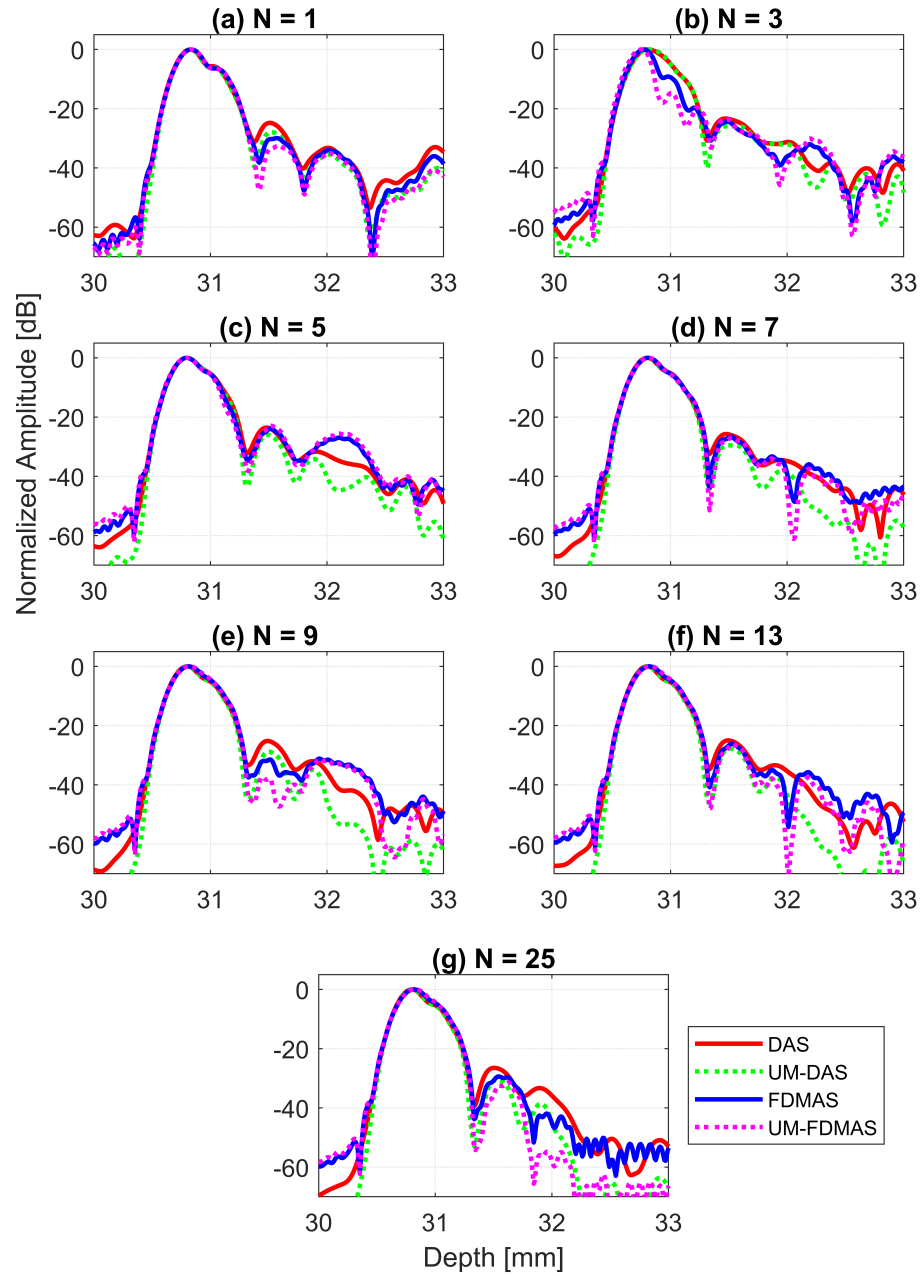 (a) N = 1
(b) N = 3
0
-20
-40
-60
30 31 32 33
0
-20
-40
-60
30 31 32 33
(c) N = 5
(d) N = 7
0
-20
-40
-60
30 31 32 33
0
-20
-40
-60
30 31 32 33
Normalized Amplitude [dB]
(e) N = 9
(f) N = 13
0
-20
-40
-60
30 31 32 33
0
-20
-40
-60
30 31 32 33
(g) N = 25
0
-20
-40
-60
30 31 32 33
Depth [mm]
DAS
UM-DAS
FDMAS
UM-FDMAS